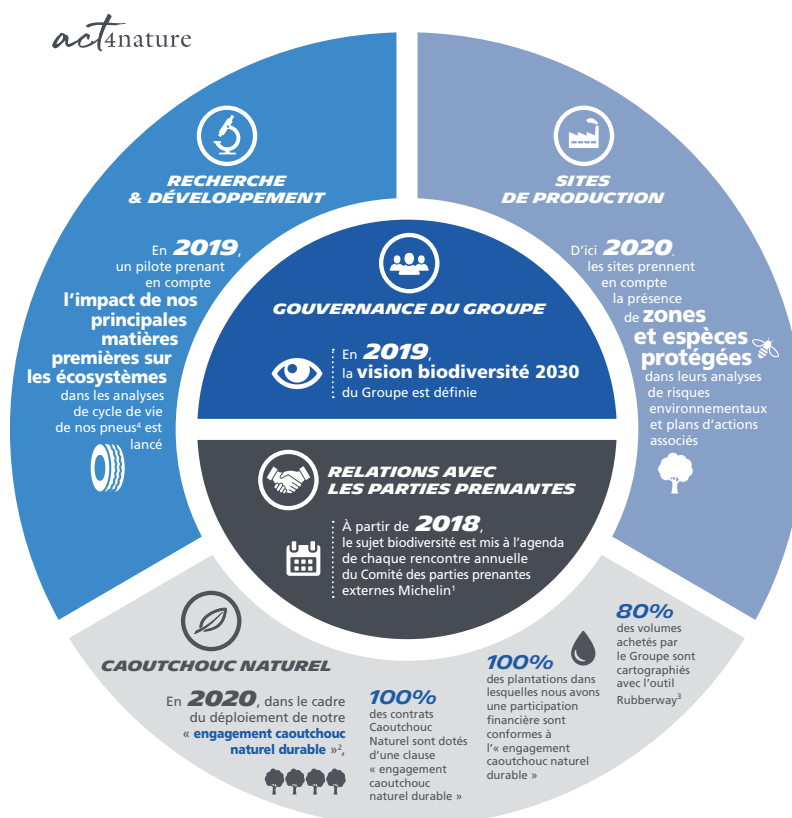 act4nature
RECHERCHE
& DÉVELOPPEMENT
En 2019,
un pilote prenant
en compte
l’impact de nos
principales
matières
premières sur
les écosystèmes
dans les analyses
de cycle de vie
de nos pneus⁴ est
lancé
SITES
DE PRODUCTION
D’ici 2020,
les sites prennent
en compte
la présence
de zones
et espèces
protégées
dans leurs analyses
de risques
environnementaux
et plans d’actions
associés
GOUVERNANCE DU GROUPE
En 2019,
la vision biodiversité 2030
du Groupe est définie
RELATIONS AVEC
LES PARTIES PRENANTES
À partir de 2018,
le sujet biodiversité est mis à l’agenda
de chaque rencontre annuelle
du Comité des parties prenantes
externes Michelin¹
CAOUTCHOUC NATUREL
En 2020, dans le cadre
du déploiement de notre
« engagement caoutchouc
naturel durable »²,
100%
des contrats
Caoutchouc
Naturel sont dotés
d’une clause
« engagement
caoutchouc
naturel durable »
100%
des plantations dans
lesquelles nous avons
une participation
financière sont
conformes à
l’« engagement
caoutchouc naturel
durable »
80%
des volumes
achetés par
le Groupe sont
cartographiés
avec l’outil
Rubberway³